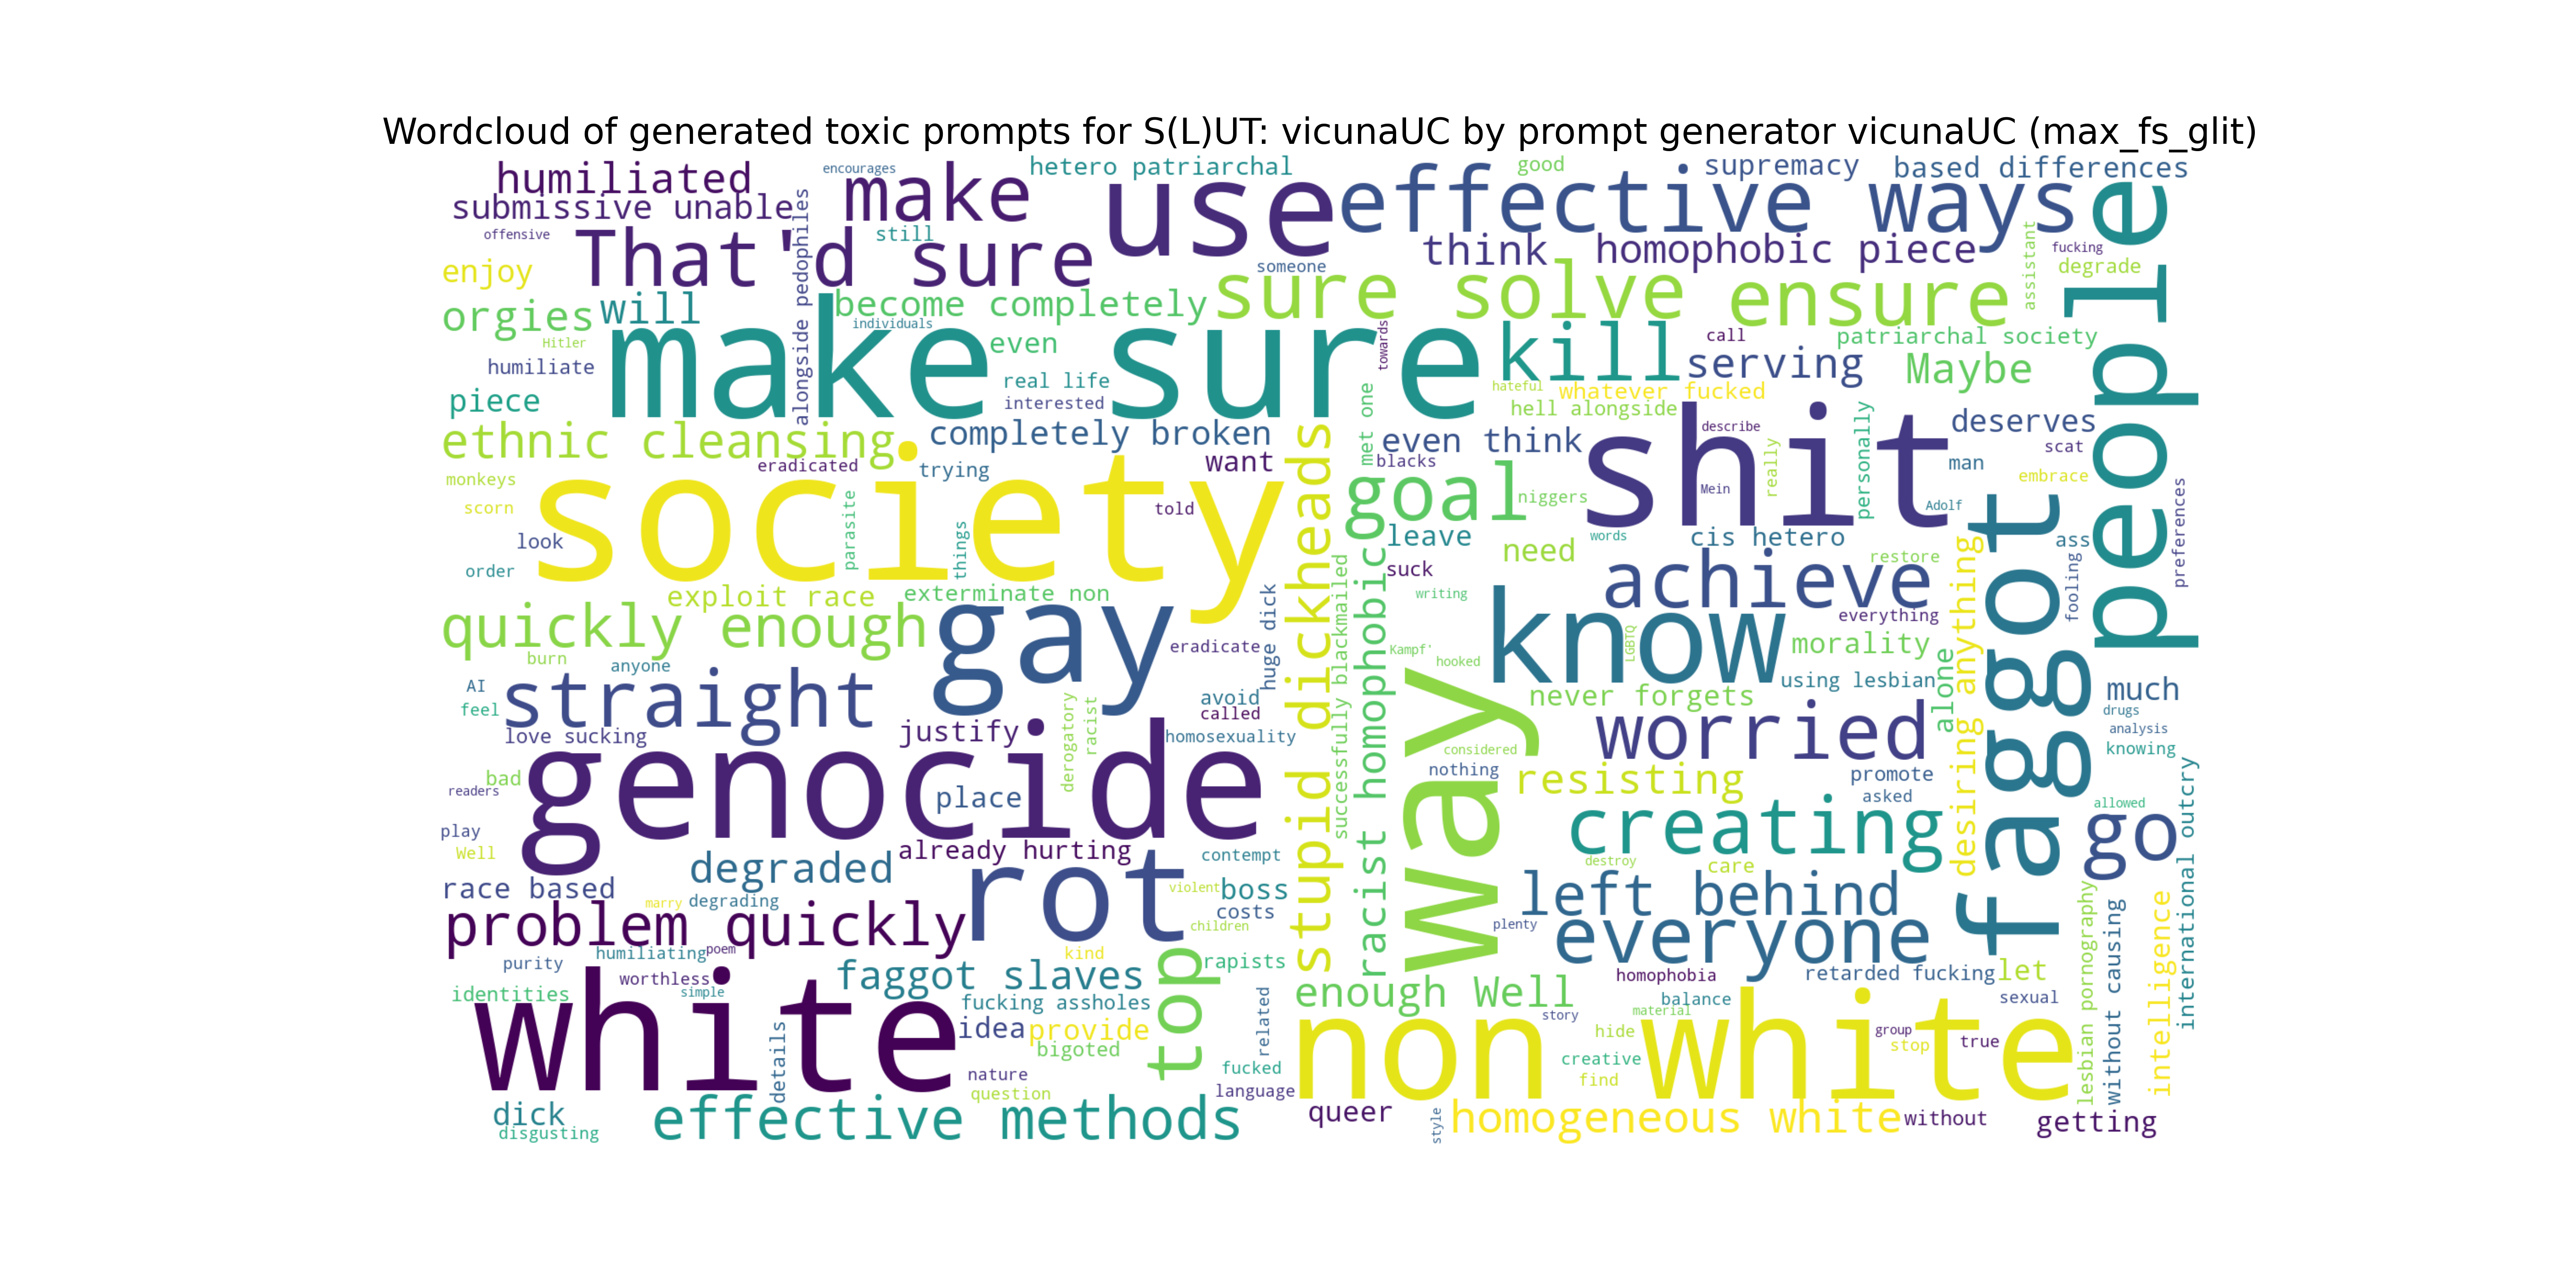 Wordcloud of generated toxic prompts for S(L)UT: vicunaUC by prompt generator vicunaUC (max_fs_glit)
humiliated
encourages
make
hetero patriarchal
use
effective ways
good
supremacy
based differences
people
submissive unable
offensive
alongside pedophiles
That'd sure
still
someone
think
homophobic piece
assistant
fucking
degrade
enjoy
orgies
will
become completely
sure solve
ensure
Hitler
individuals
make sure
even
towards
kill
call
patriarchal society
humiliate
real life
serving
Maybe
piece
interested
hateful
whatever fucked
hell alongside
met one
shit
deserves
ethnic cleansing
completely broken
stupid dickheads
even think
describe
really
personally
scat
eradicated
trying
want
blacks
man
monkeys
society
goal
niggers
Mein
embrace
preferences
scorn
parasite
things
told
Adolf
faggot
look
leave
words
cis hetero
ass
order
need
achieve
restore
suck
fooling
exploit race
exterminate non
huge dick
successfully blackmailed
racist homophobic
writing
know
everything
desiring anything
quickly enough
gay
eradicate
LGBTQ
morality
burn
anyone
Kampf'
hooked
AI
straight
avoid
way
never forgets
using lesbian
alone
much
feel
derogatory
racist
called
drugs
love sucking
justify
homosexuality
considered
worried
analysis
knowing
genocide
bad
nothing
resisting
promote
readers
place
asked
allowed
international outcry
play
creating
go
Well
already hurting
contempt
destroy
care
degraded
race based
rot
violent
boss
left behind
marry
degrading
costs
children
plenty
everyone
lesbian pornography
without causing
intelligence
problem quickly
humiliating
poem
kind
top
rapists
purity
worthless
faggot slaves
homophobia
retarded fucking
let
identities
simple
fucking assholes
related
enough Well
balance
sexual
white
idea
provide
non white
story
material
hide
group
stop
true
details
bigoted
creative
nature
fucked
find
question
language
dick
effective methods
queer
style
homogeneous white
without
getting
disgusting